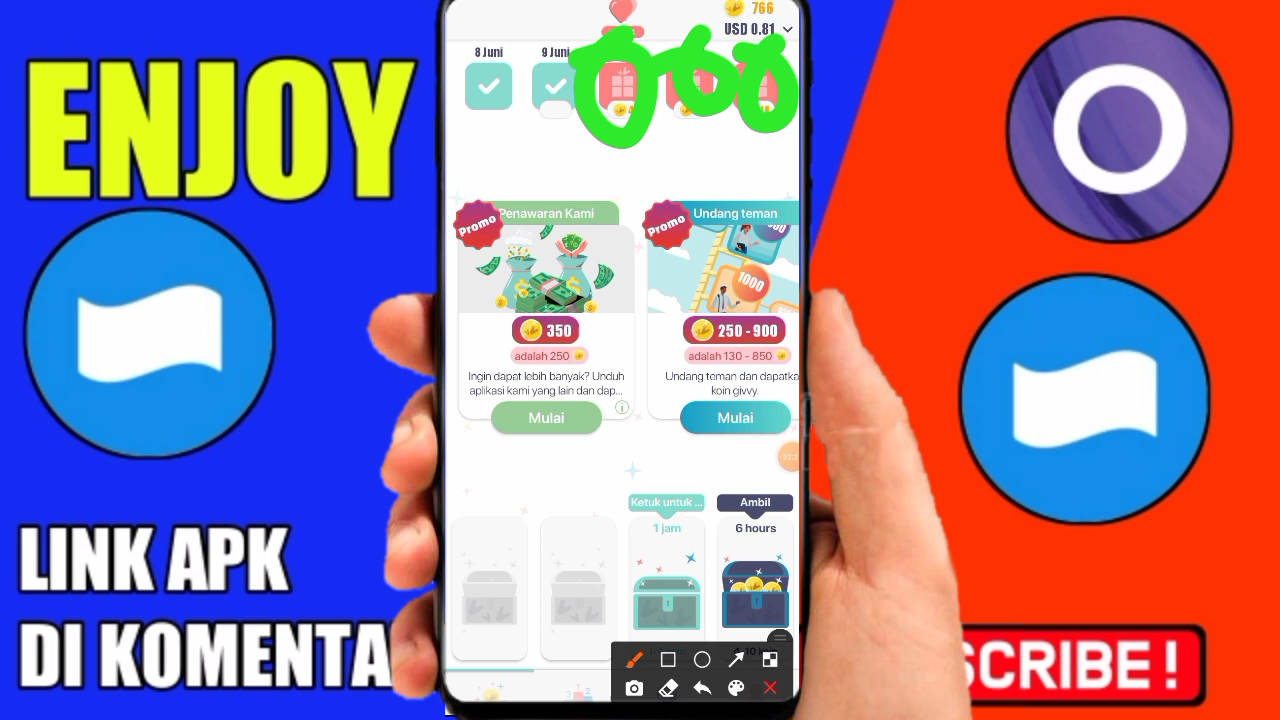 ENJOY
LINK APK
DI KOMENTA
766
USD 0.81
8 Juni
9 Juni
Promo
Penawaran Kami
350
adalah 250
Ingin dapat lebih banyak? Unduh
aplikasi kami yang lain dan dap...
Mulai
Promo
Undang teman
1000
250 - 900
adalah 130 - 850
Undang teman dan dapatka
koin givvy.
Mulai
Ketuk untuk ...
1 jam
Ambil
6 hours
SCRIBE !